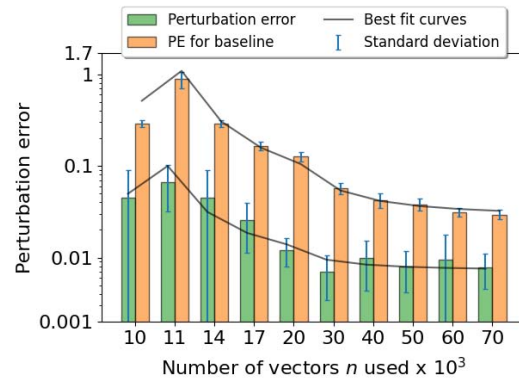 Perturbation error
Best fit curves
PE for baseline
Standard deviation
Perturbation error
1.7
1
0.1
0.01
0.001
10 11 14 17 20 30 40 50 60 70
Number of vectors n used x 10³